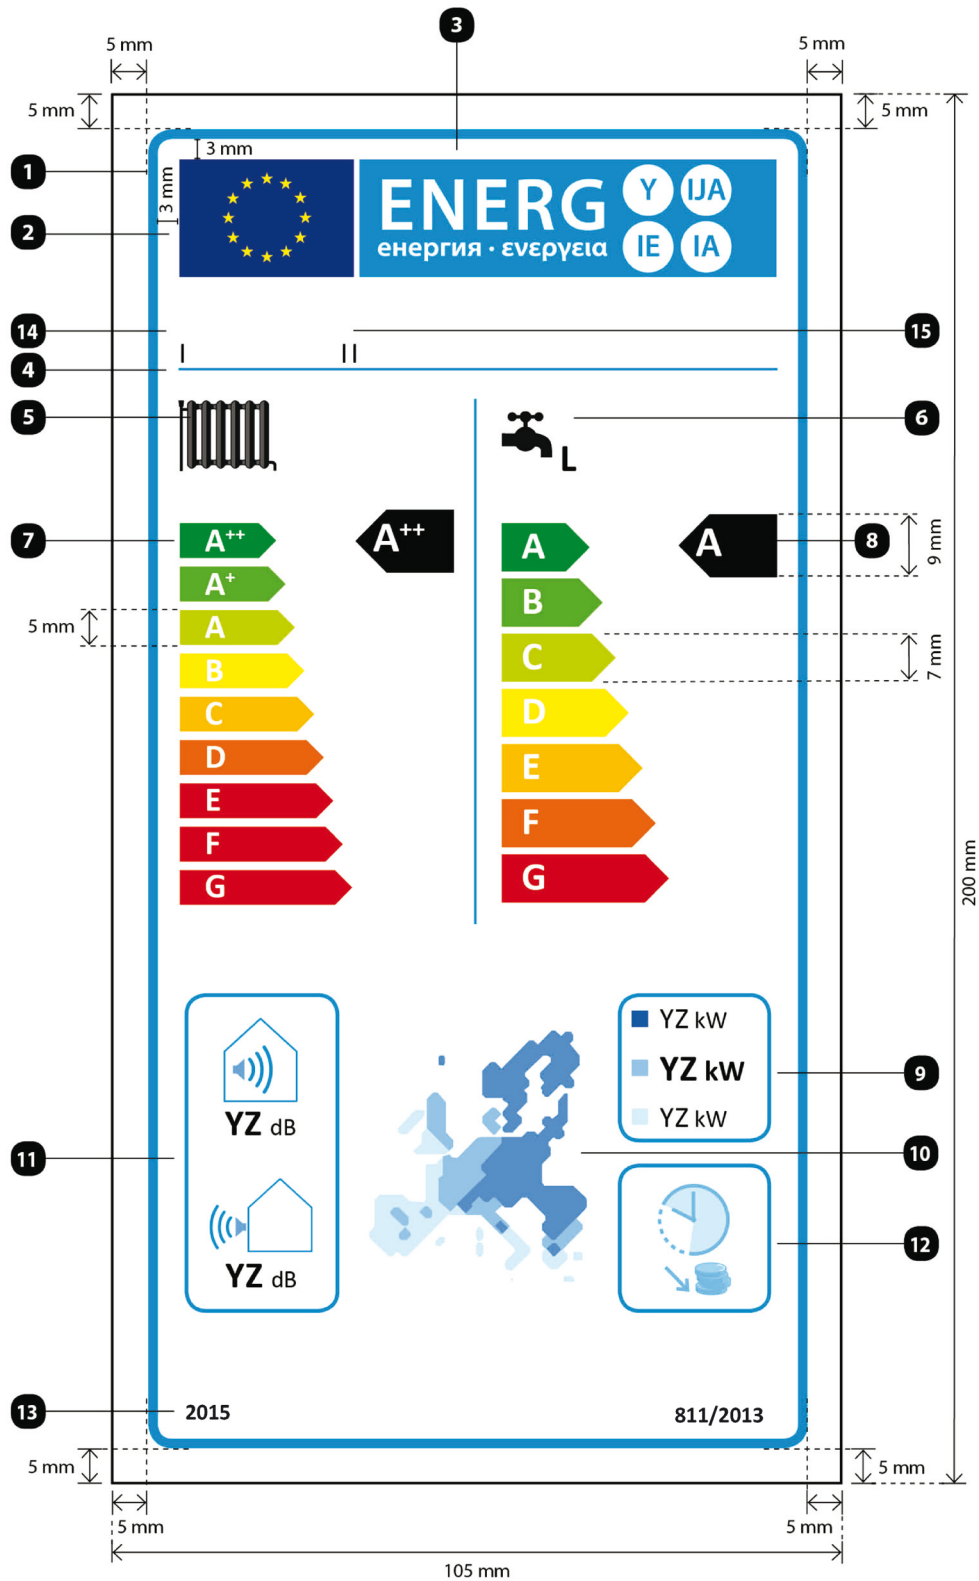 3
5 mm
5 mm
5 mm
5 mm
3 mm
1
3 mm
2
ENERG
Y
IJA
IE
IA
енергия · ενεργεια
14
15
I
II
4
5
6
L
7
A++
A++
A
A
8
9 mm
A+
B
5 mm
A
C
7 mm
B
D
C
E
D
F
E
G
F
G
200 mm
YZ kW
YZ kW
YZ kW
9
YZ dB
10
11
12
YZ dB
13
2015
811/2013
5 mm
5 mm
5 mm
5 mm
105 mm